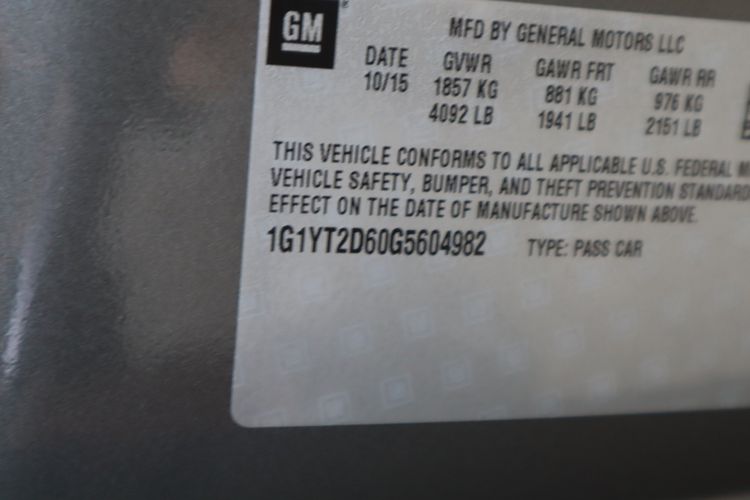 GM ®
MFD BY GENERAL MOTORS LLC
DATE GVWR GAWR FRT GAWR RR
10/15 1857 KG 881 KG 976 KG
4092 LB 1941 LB 2151 LB
THIS VEHICLE CONFORMS TO ALL APPLICABLE U.S. FEDERAL M
VEHICLE SAFETY, BUMPER, AND THEFT PREVENTION STANDARD
EFFECT ON THE DATE OF MANUFACTURE SHOWN ABOVE.
1G1YT2D60G5604982 TYPE: PASS CAR